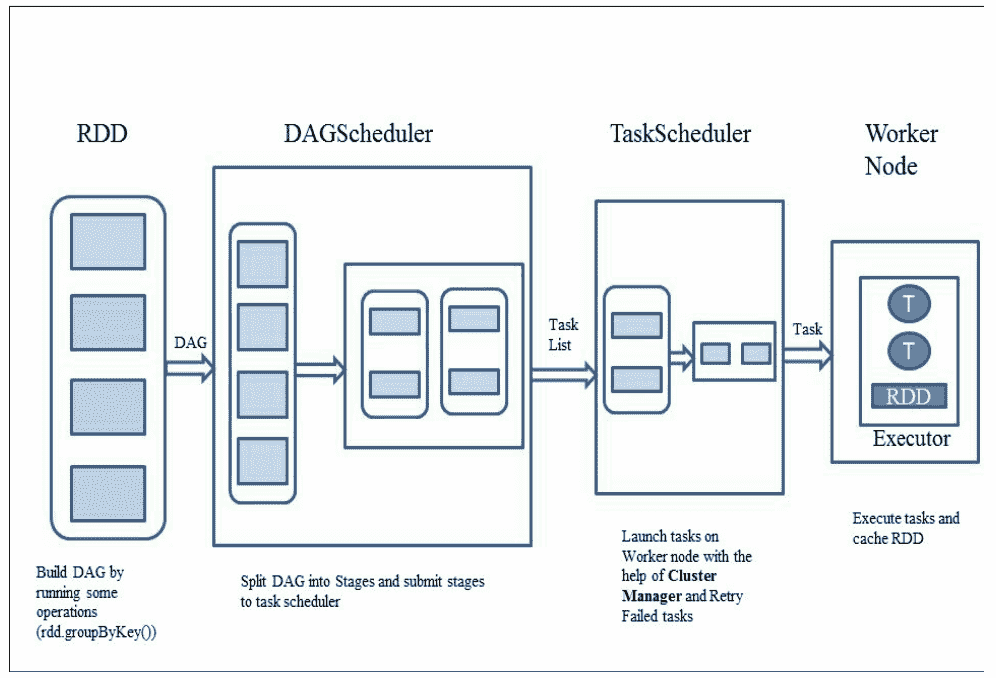 RDD
DAGScheduler
TaskScheduler
Worker
Node
DAG
Task
List
Task
T
T
RDD
Executor
Build DAG by
running some
operations
(rdd.groupByKey())
Split DAG into Stages and submit stages
to task scheduler
Launch tasks on
Worker node with the
help of Cluster
Manager and Retry
Failed tasks
Execute tasks and
cache RDD